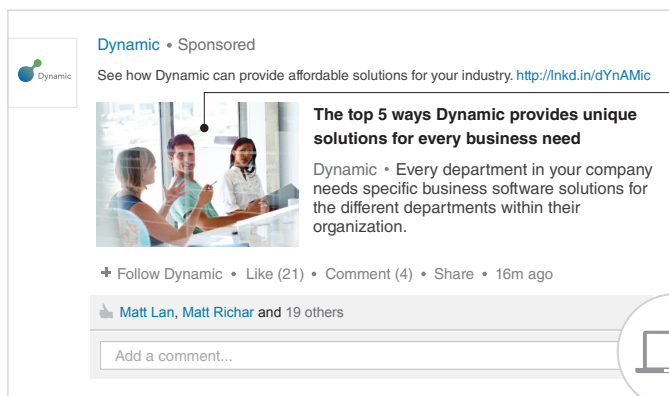 Dynamic • Sponsored
Dynamic
See how Dynamic can provide affordable solutions for your industry. http://lnkd.in/dYnAMic
The top 5 ways Dynamic provides unique
solutions for every business need
Dynamic • Every department in your company
needs specific business software solutions for
the different departments within their
organization.
+ Follow Dynamic • Like (21) • Comment (4) • Share • 16m ago
Matt Lan, Matt Richar and 19 others
Add a comment...